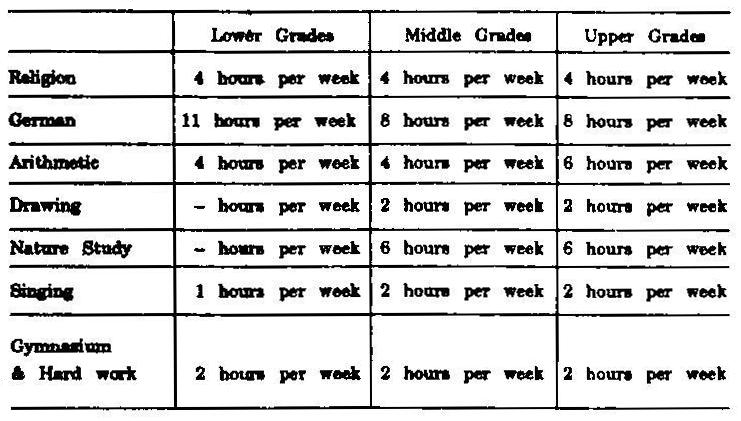 Lower Grades Middle Grades Upper Grades
Religion 4 hours per week 4 hours per week 4 hours per week
German 11 hours per week 8 hours per week 8 hours per week
Arithmetic 4 hours per week 4 hours per week 6 hours per week
Drawing - hours per week 2 hours per week 2 hours per week
Nature Study - hours per week 6 hours per week 6 hours per week
Singing 1 hours per week 2 hours per week 2 hours per week
Gymnasium
& Hard work 2 hours per week 2 hours per week 2 hours per week